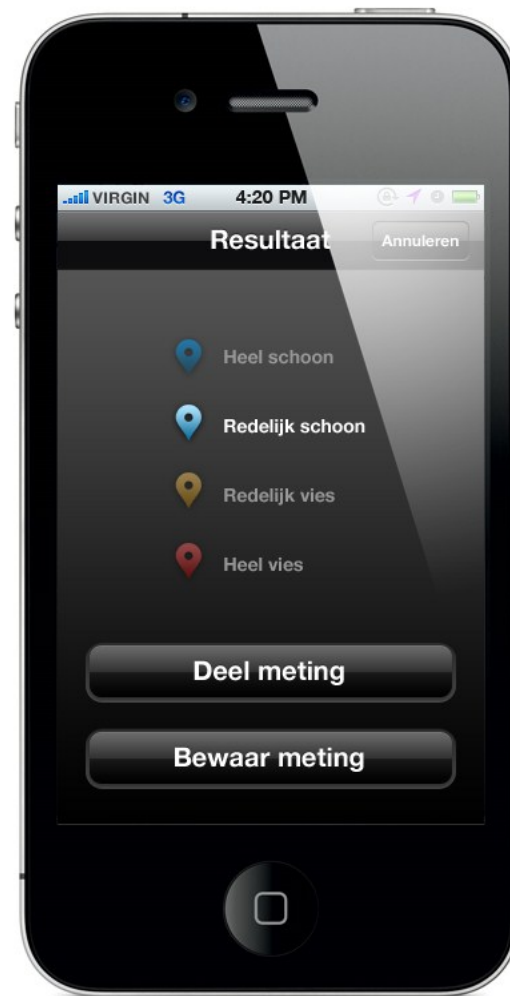 VIRGIN 3G 4:20 PM
Resultaat Annuleren
Heel schoon
Redelijk schoon
Redelijk vies
Heel vies
Deel meting
Bewaar meting